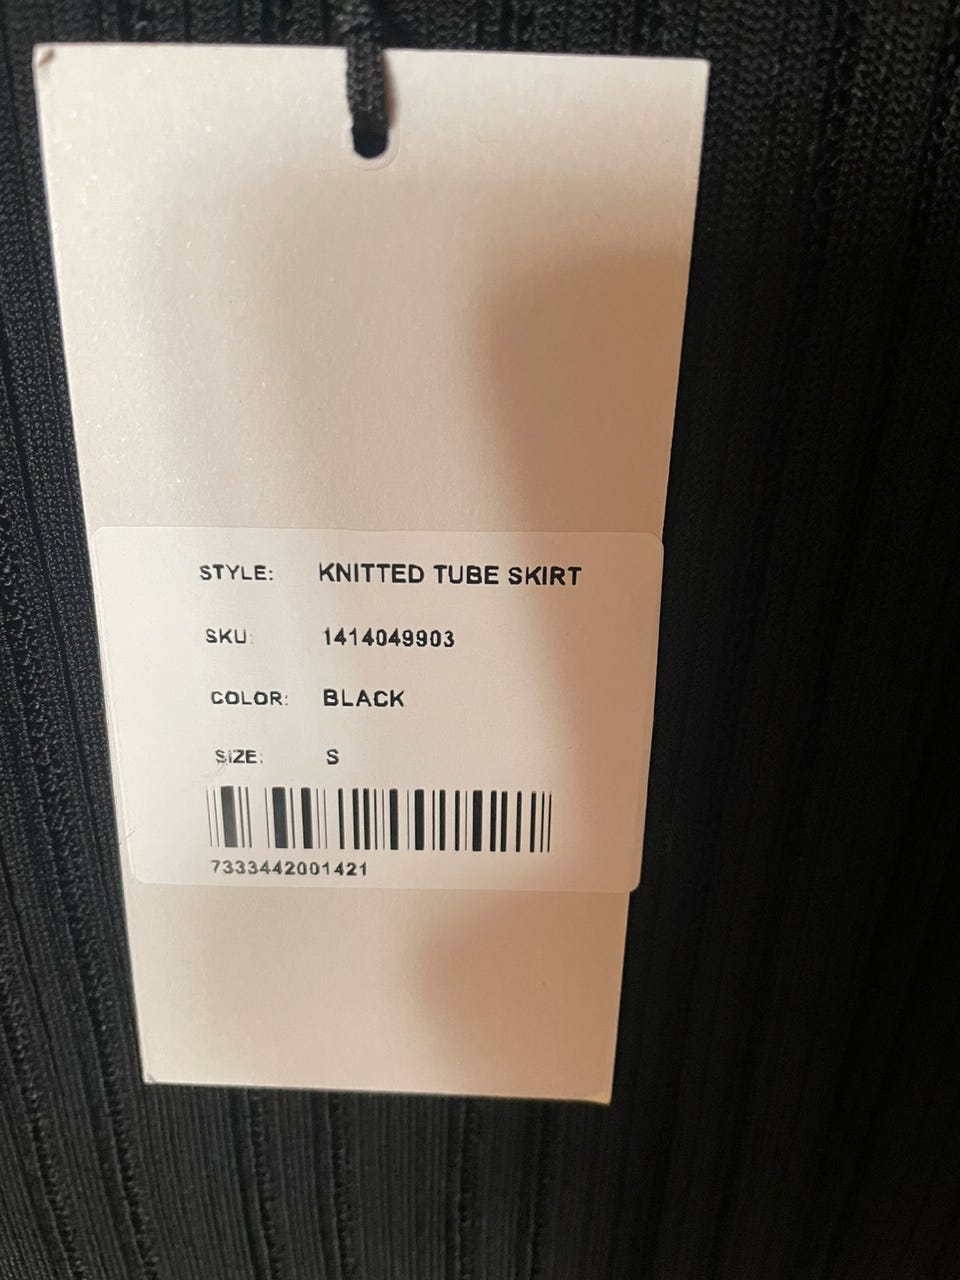 STYLE: KNITTED TUBE SKIRT
SKU: 1414049903
COLOR: BLACK
SIZE: S
7333442001421